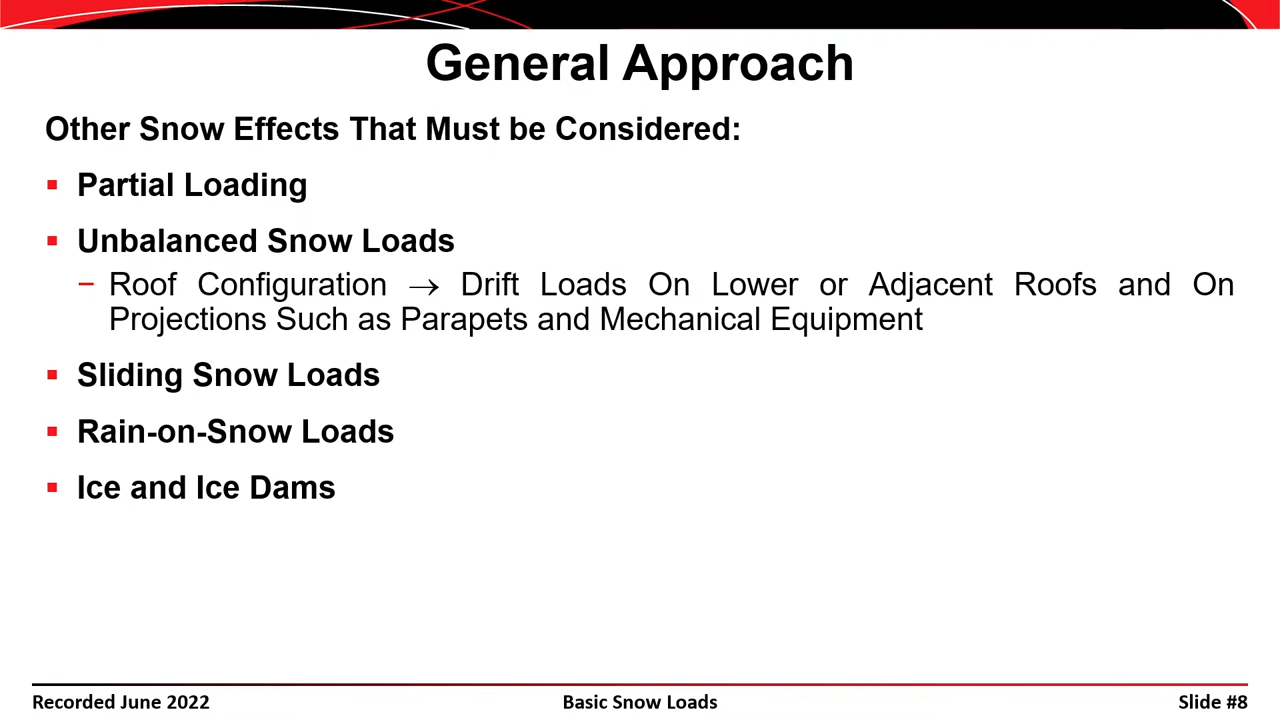 General Approach
Other Snow Effects That Must be Considered:
▪ Partial Loading
▪ Unbalanced Snow Loads
− Roof Configuration → Drift Loads On Lower or Adjacent Roofs and On
Projections Such as Parapets and Mechanical Equipment
▪ Sliding Snow Loads
▪ Rain-on-Snow Loads
▪ Ice and Ice Dams
Recorded June 2022
Basic Snow Loads
Slide #8